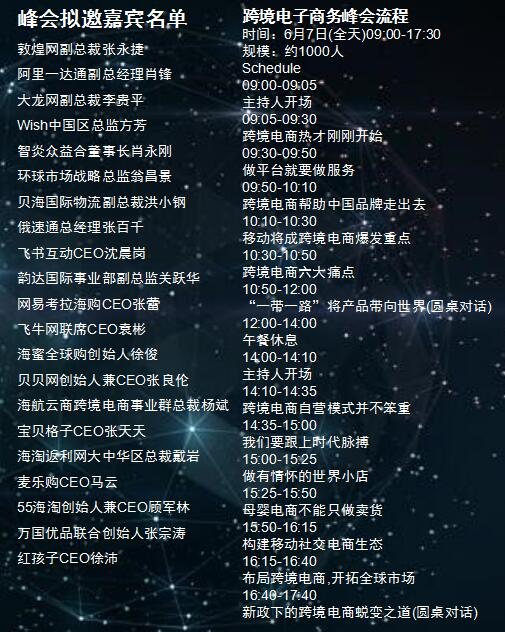 峰会拟邀嘉宾名单
敦煌网副总裁张永捷
阿里一达通副总经理肖锋
大龙网副总裁李贵平
Wish中国区总监方芳
智炎众益合董事长肖永刚
环球市场战略总监翁昌景
贝海国际物流副总裁洪小钢
俄速通总经理张百千
飞书互动CEO沈晨岗
韵达国际事业部副总监关跃华
网易考拉海购CEO张蕾
飞牛网联席CEO袁彬
海蜜全球购创始人徐俊
贝贝网创始人兼CEO张良伦
海航云商跨境电商事业群总裁杨斌
宝贝格子CEO张天天
海淘返利网大中华区总裁戴岩
麦乐购CEO马云
55海淘创始人兼CEO顾军林
万国优品联合创始人张宗涛
红孩子CEO徐沛
跨境电子商务峰会流程
时间：6月7日(全天)09:00-17:30
规模：约1000人
Schedule
09:00-09:05
主持人开场
09:05-09:30
跨境电商热才刚刚开始
09:30-09:50
做平台就要做服务
09:50-10:10
跨境电商帮助中国品牌走出去
10:10-10:30
移动将成跨境电商爆发重点
10:30-10:50
跨境电商六大痛点
10:50-12:00
“一带一路”将产品带向世界(圆桌对话)
12:00-14:00
午餐休息
14:00-14:10
主持人开场
14:10-14:35
跨境电商自营模式并不笨重
14:35-15:00
我们要跟上时代脉搏
15:00-15:25
做有情怀的世界小店
15:25-15:50
母婴电商不能只做卖货
15:50-16:15
构建移动社交电商生态
16:15-16:40
布局跨境电商,开拓全球市场
16:40-17:40
新政下的跨境电商蜕变之道(圆桌对话)